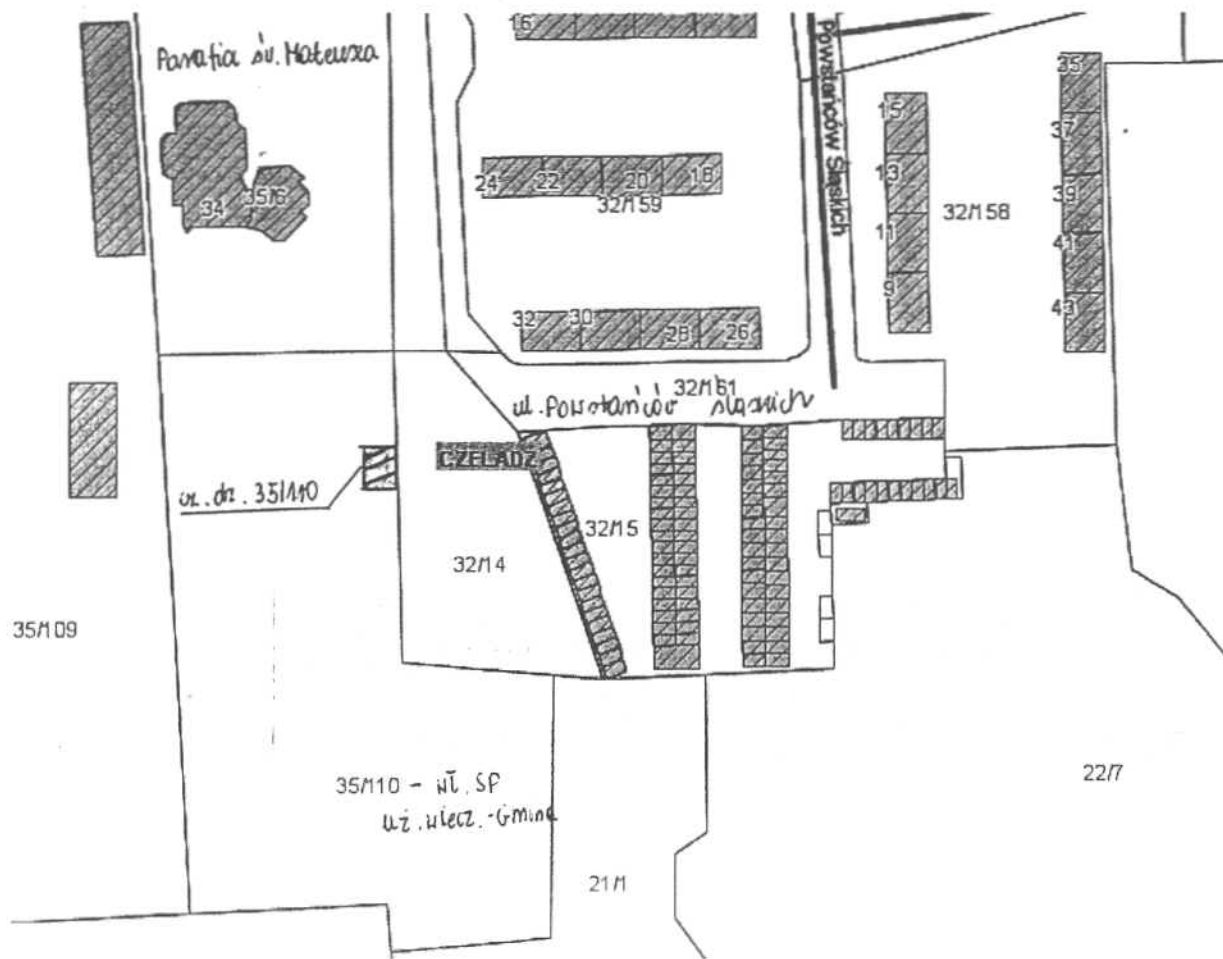 16
Parafia św. Mateusza
Powstańców Śląskich
35
15
37
13
24 22 20 18
32/159
34 35/6
39
32/158
11
41
9
43
32 30 28 26
32/161
ul. Powstańców Śląskich
CZELADŹ
cz. dz. 35/110
32/15
32/14
35/109
35/110 - wł. SP
uż. wiecz. - Gmina
22/7
21/1